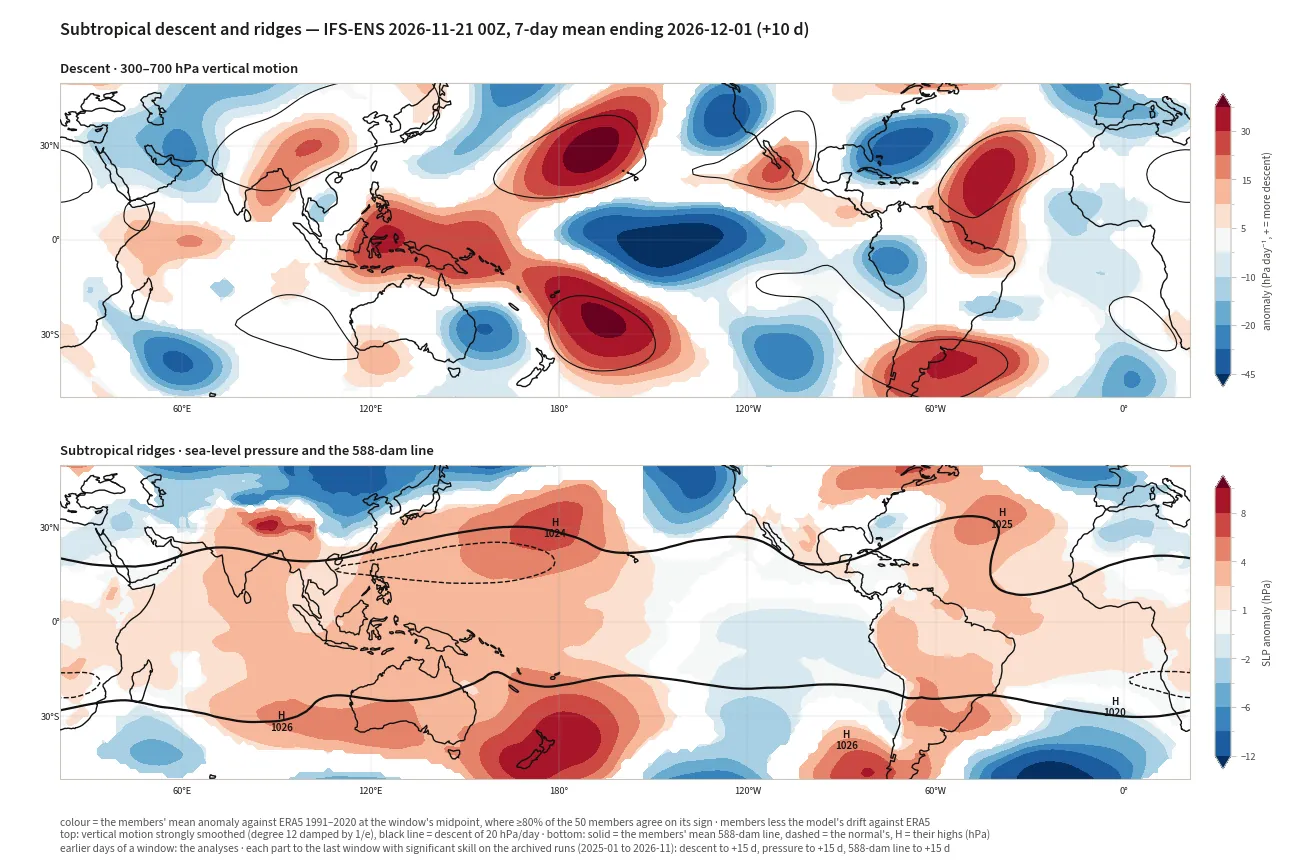 Subtropical descent and ridges — IFS-ENS 2026-11-21 00Z, 7-day mean ending 2026-12-01 (+10 d)
Descent · 300–700 hPa vertical motion
30°N
0°
30°S
60°E
120°E
180°
120°W
60°W
0°
30
15
5
−10
−20
−45
anomaly (hPa day⁻¹, + = more descent)
Subtropical ridges · sea-level pressure and the 588-dam line
30°N
0°
30°S
H
1024
H
1025
H
1026
H
1026
H
1020
60°E
120°E
180°
120°W
60°W
0°
8
4
1
−2
−6
−12
SLP anomaly (hPa)
colour = the members' mean anomaly against ERA5 1991–2020 at the window's midpoint, where ≥80% of the 50 members agree on its sign · members less the model's drift against ERA5
top: vertical motion strongly smoothed (degree 12 damped by 1/e), black line = descent of 20 hPa/day · bottom: solid = the members' mean 588-dam line, dashed = the normal's, H = their highs (hPa)
earlier days of a window: the analyses · each part to the last window with significant skill on the archived runs (2025-01 to 2026-11): descent to +15 d, pressure to +15 d, 588-dam line to +15 d